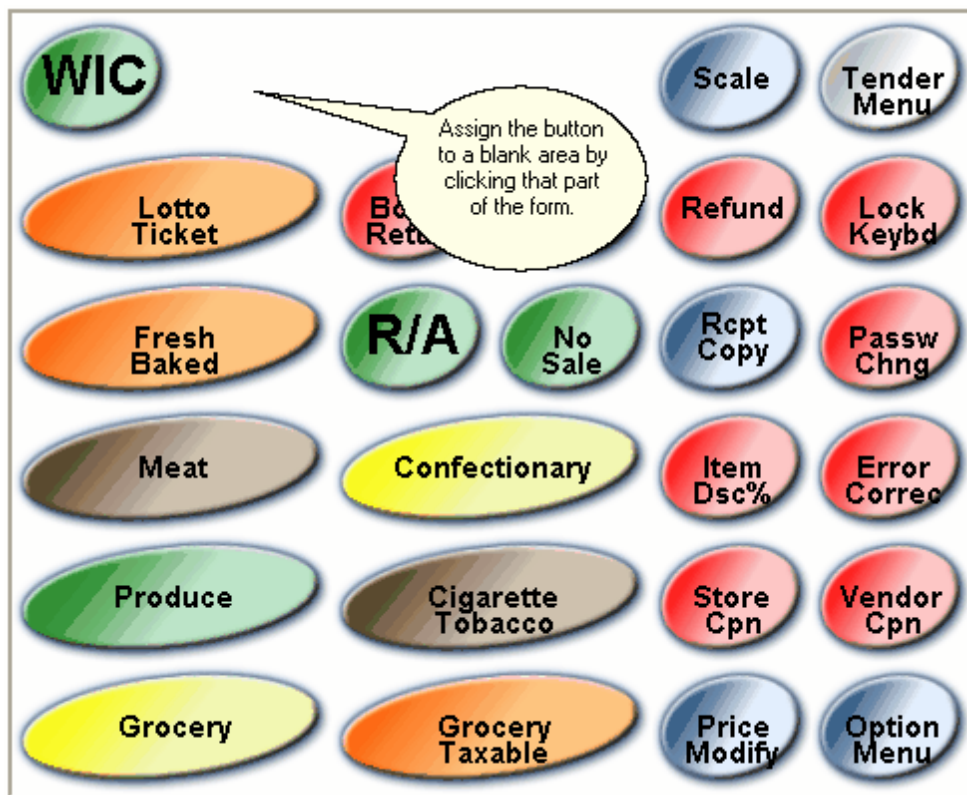 WIC
Scale
Tender
Menu
Assign the button
to a blank area by
clicking that part
of the form.
Lotto
Ticket
Refund
Lock
Keybd
Fresh
Baked
R/A
No
Sale
Rcpt
Copy
Passw
Chng
Meat
Confectionary
Item
Dsc%
Error
Correc
Produce
Cigarette
Tobacco
Store
Cpn
Vendor
Cpn
Grocery
Grocery
Taxable
Price
Modify
Option
Menu